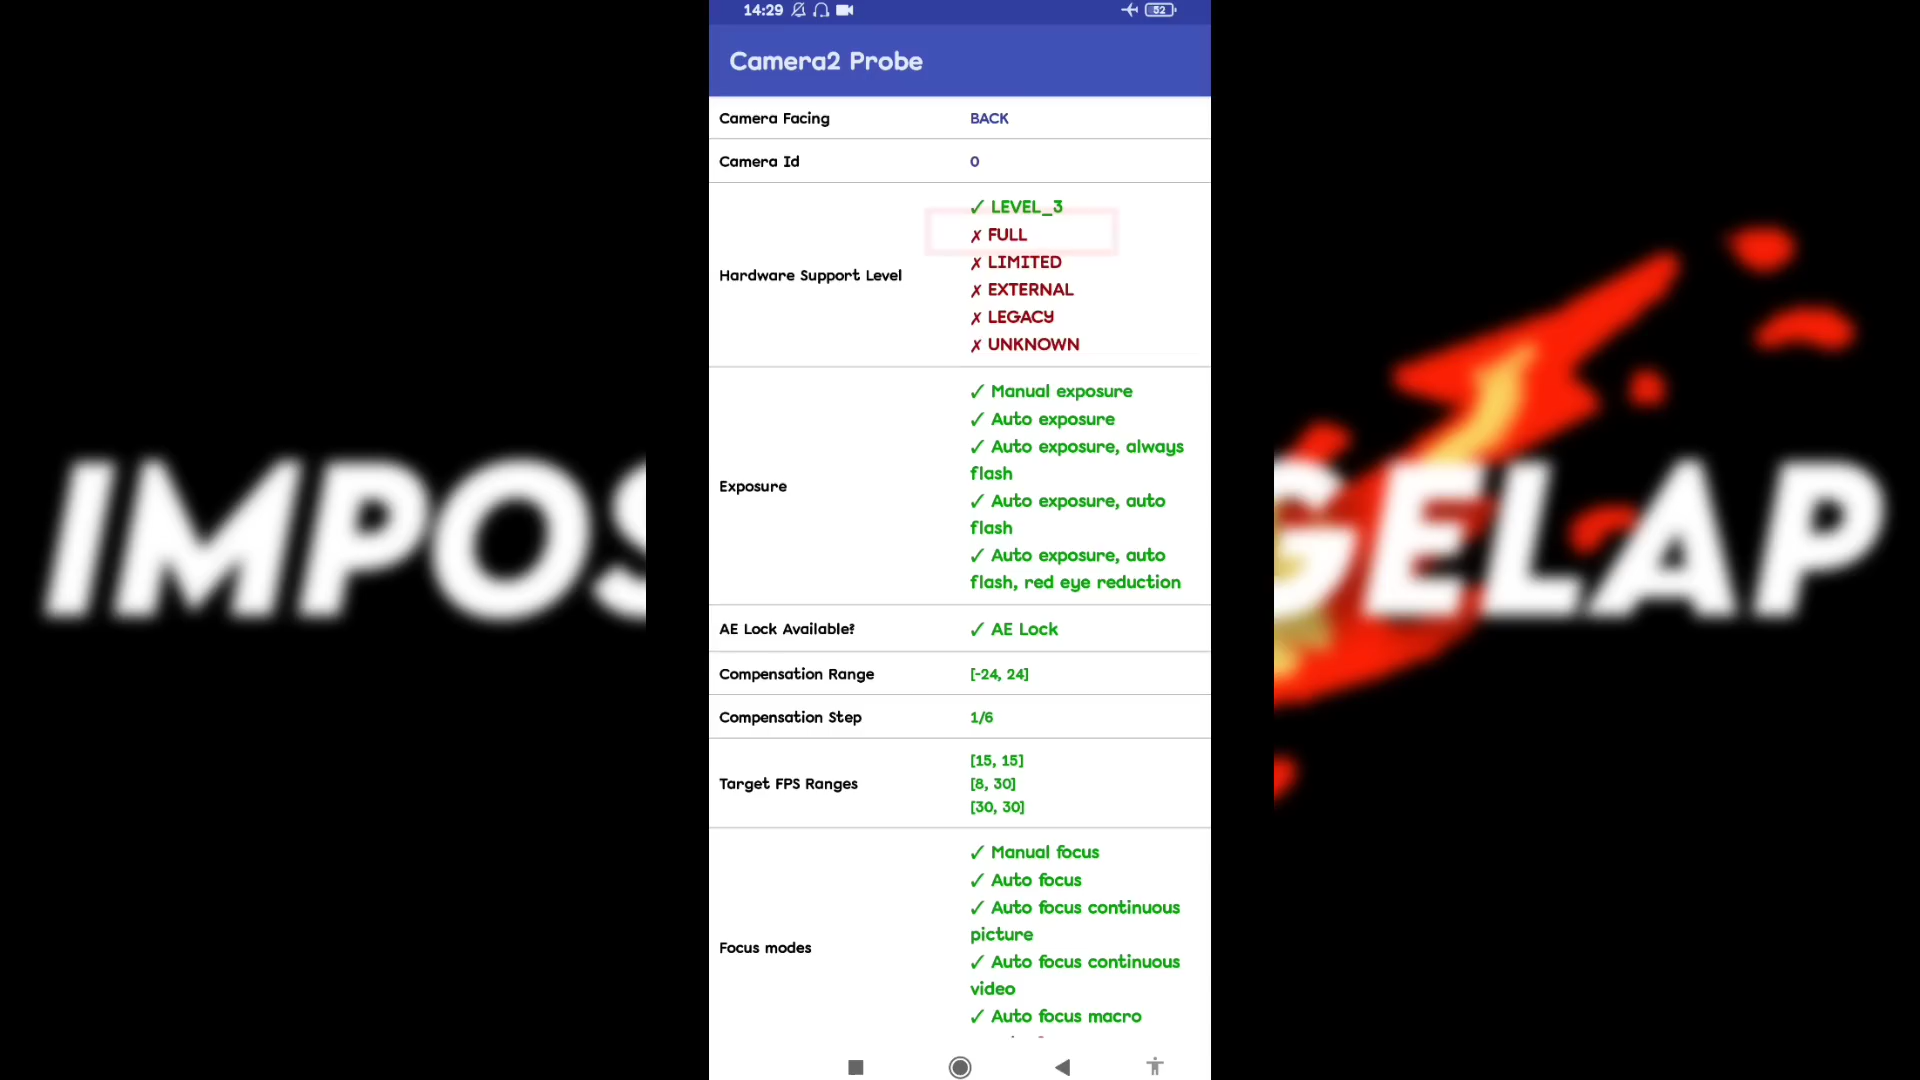 14:29
52
Camera2 Probe
Camera Facing BACK
Camera Id 0
Hardware Support Level
✓ LEVEL_3
✗ FULL
✗ LIMITED
✗ EXTERNAL
✗ LEGACY
✗ UNKNOWN
Exposure
✓ Manual exposure
✓ Auto exposure
✓ Auto exposure, always
flash
✓ Auto exposure, auto
flash
✓ Auto exposure, auto
flash, red eye reduction
AE Lock Available? ✓ AE Lock
Compensation Range [-24, 24]
Compensation Step 1/6
Target FPS Ranges
[15, 15]
[8, 30]
[30, 30]
Focus modes
✓ Manual focus
✓ Auto focus
✓ Auto focus continuous
picture
✓ Auto focus continuous
video
✓ Auto focus macro
IMPOS
GELAP